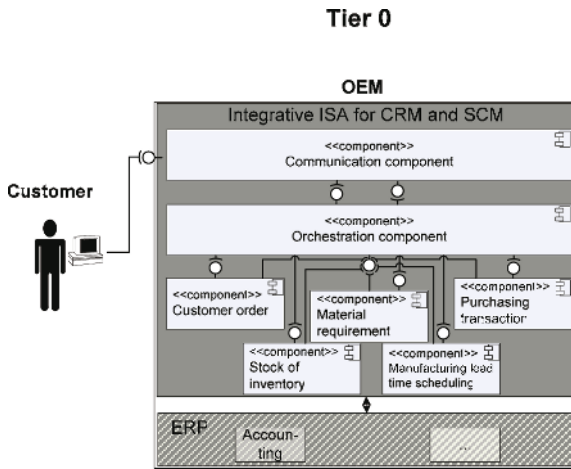 Tier 0
OEM
Integrative ISA for CRM and SCM
<<component>>
Communication component
Customer
<<component>>
Orchestration component
<<component>>
Customer order
<<component>>
Material
requirement
<<component>>
Purchasing
transaction
<<component>>
Stock of
inventory
<<component>>
Manufacturing lead
time scheduling
ERP
Accoun-
ting
...